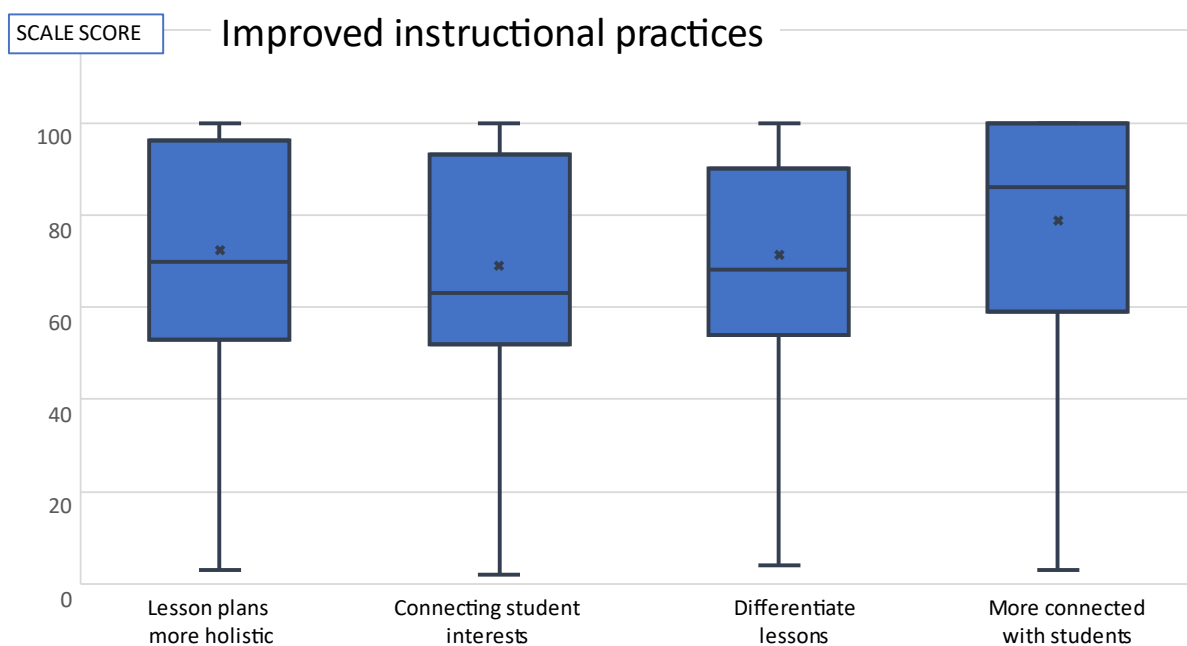 SCALE SCORE
Improved instructional practices
100
80
60
40
20
0
Lesson plans
more holistic
Connecting student
interests
Differentiate
lessons
More connected
with students